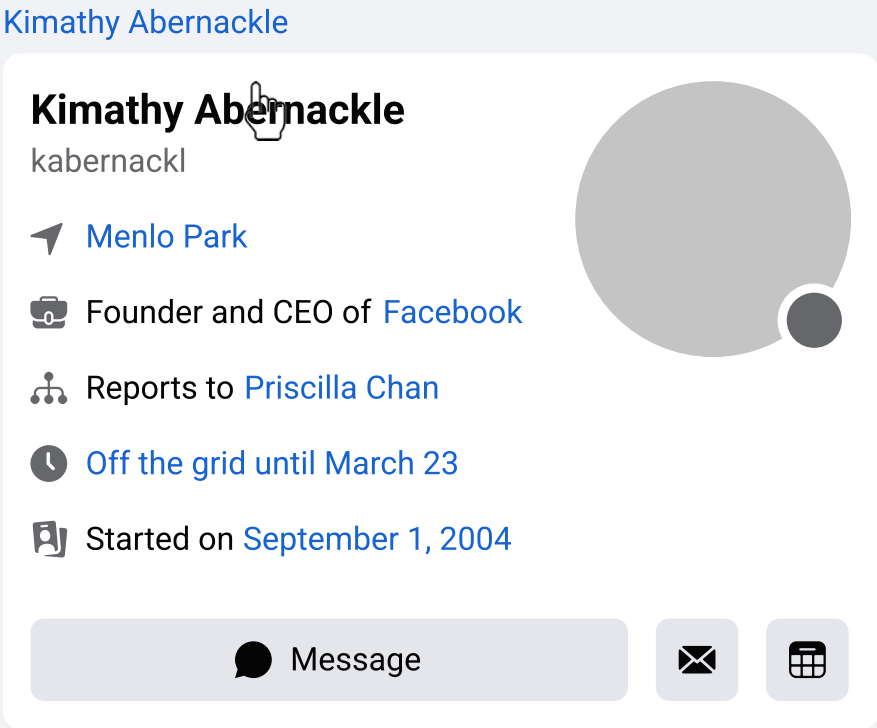 Kimathy Abernackle
Kimathy Abernackle
kabernackl
Menlo Park
Founder and CEO of Facebook
Reports to Priscilla Chan
Off the grid until March 23
Started on September 1, 2004
Message